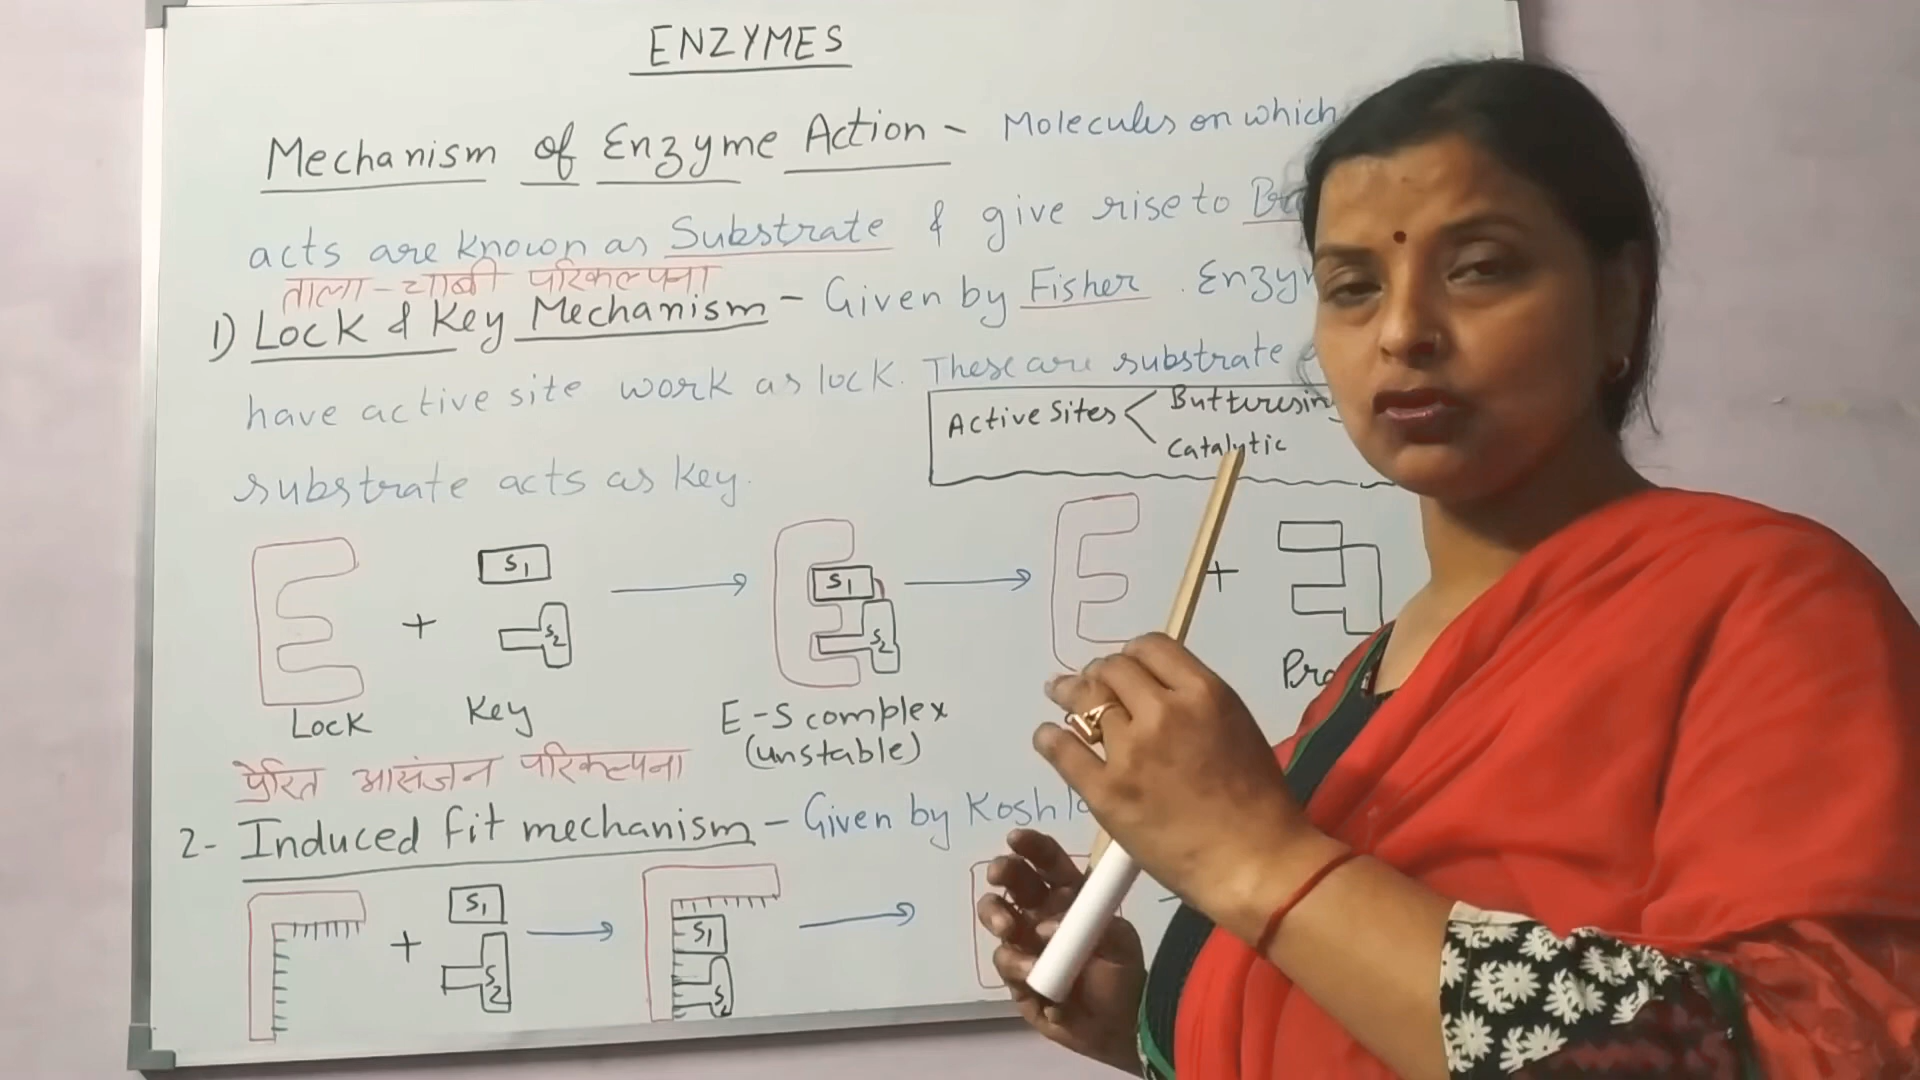 ENZYMES
Mechanism of Enzyme Action - Molecules on which
acts are known as Substrate & give rise to
ताला-चाबी परिकल्पना
1) Lock & Key Mechanism - Given by Fisher. Enzy
have active site work as lock. These are substrate
Active Sites < Butteresin
Catalytic
substrate acts as key.
S1
S2
+
S1
S2
+
Lock
Key
E-S complex
(unstable)
Pro
प्रेरित आसंजन परिकल्पना
2- Induced fit mechanism - Given by Koshla
+
S1
S2
S1
S2